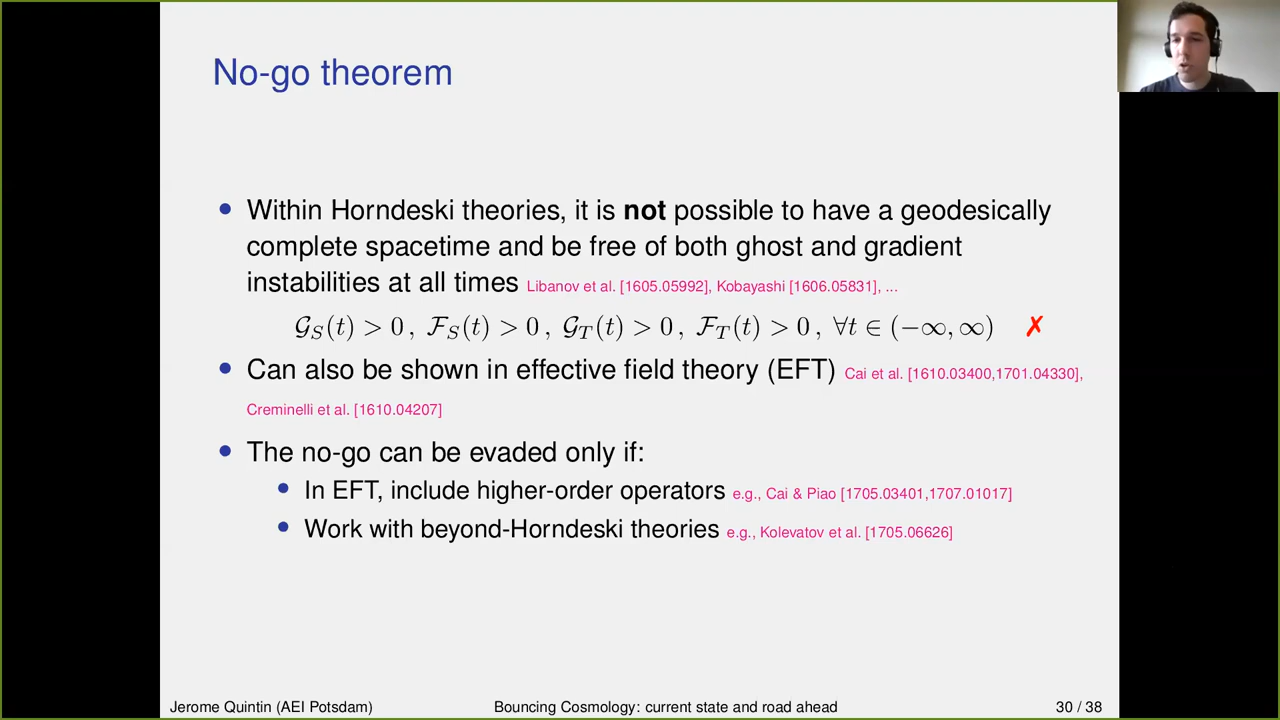 No-go theorem
• Within Horndeski theories, it is not possible to have a geodesically
complete spacetime and be free of both ghost and gradient
instabilities at all times Libanov et al. [1605.05992], Kobayashi [1606.05831], ...
𝒢_S(t) > 0 , ℱ_S(t) > 0 , 𝒢_T(t) > 0 , ℱ_T(t) > 0 , ∀t ∈ (−∞, ∞) ✗
• Can also be shown in effective field theory (EFT) Cai et al. [1610.03400,1701.04330],
Creminelli et al. [1610.04207]
• The no-go can be evaded only if:
• In EFT, include higher-order operators e.g., Cai & Piao [1705.03401,1707.01017]
• Work with beyond-Horndeski theories e.g., Kolevatov et al. [1705.06626]
Jerome Quintin (AEI Potsdam) Bouncing Cosmology: current state and road ahead 30 / 38